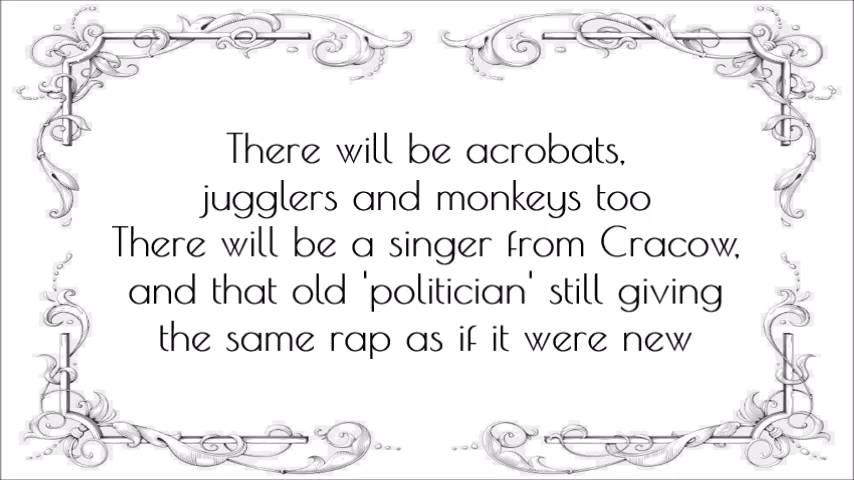 There will be acrobats,
jugglers and monkeys too
There will be a singer from Cracow,
and that old 'politician' still giving
the same rap as if it were new